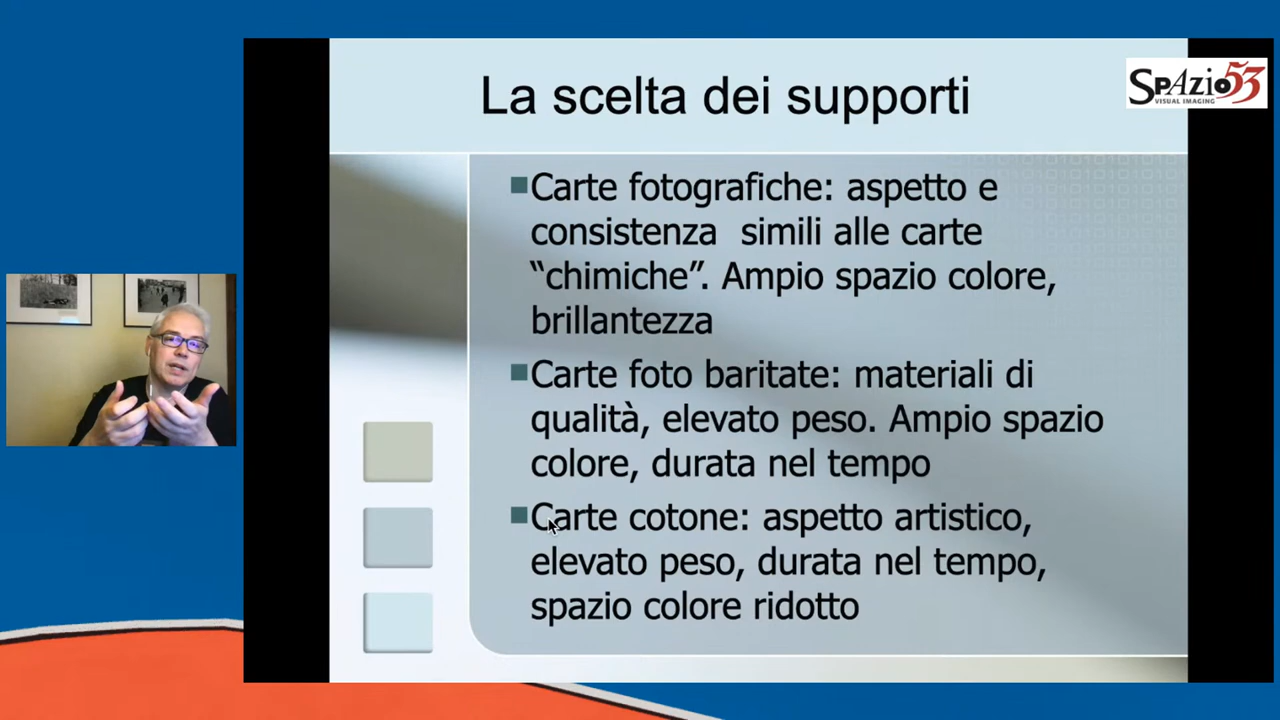 La scelta dei supporti
SPAZIO53
VISUAL IMAGING
Carte fotografiche: aspetto e
consistenza simili alle carte
“chimiche”. Ampio spazio colore,
brillantezza
Carte foto baritate: materiali di
qualità, elevato peso. Ampio spazio
colore, durata nel tempo
Carte cotone: aspetto artistico,
elevato peso, durata nel tempo,
spazio colore ridotto